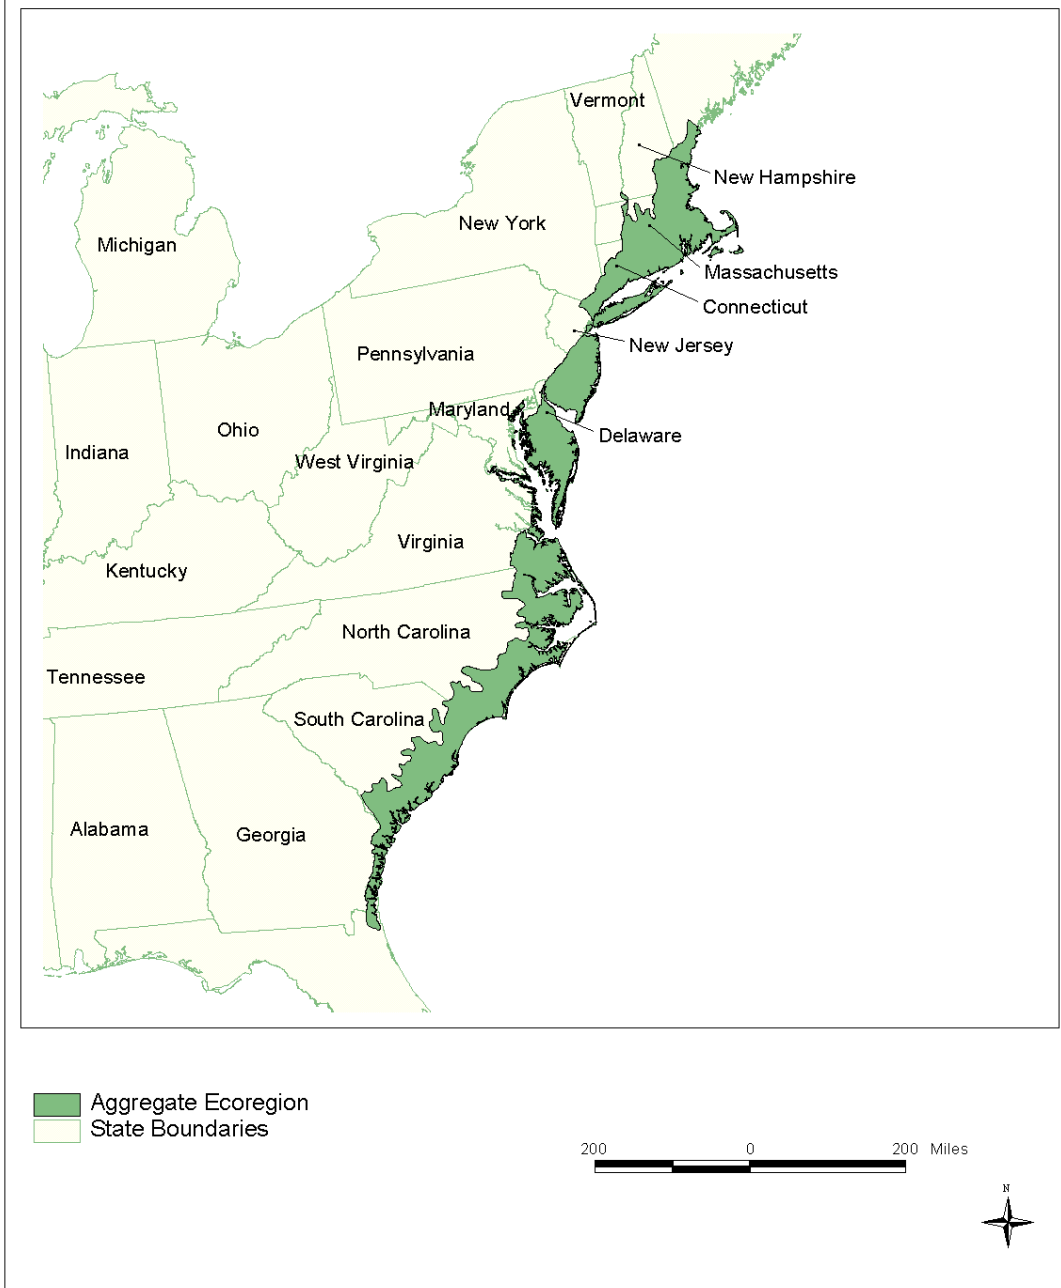 Vermont
New Hampshire
New York
Michigan
Massachusetts
Connecticut
New Jersey
Pennsylvania
Maryland
Ohio
Delaware
Indiana
West Virginia
Virginia
Kentucky
North Carolina
Tennessee
South Carolina
Alabama
Georgia
Aggregate Ecoregion
State Boundaries
200 0 200 Miles
N